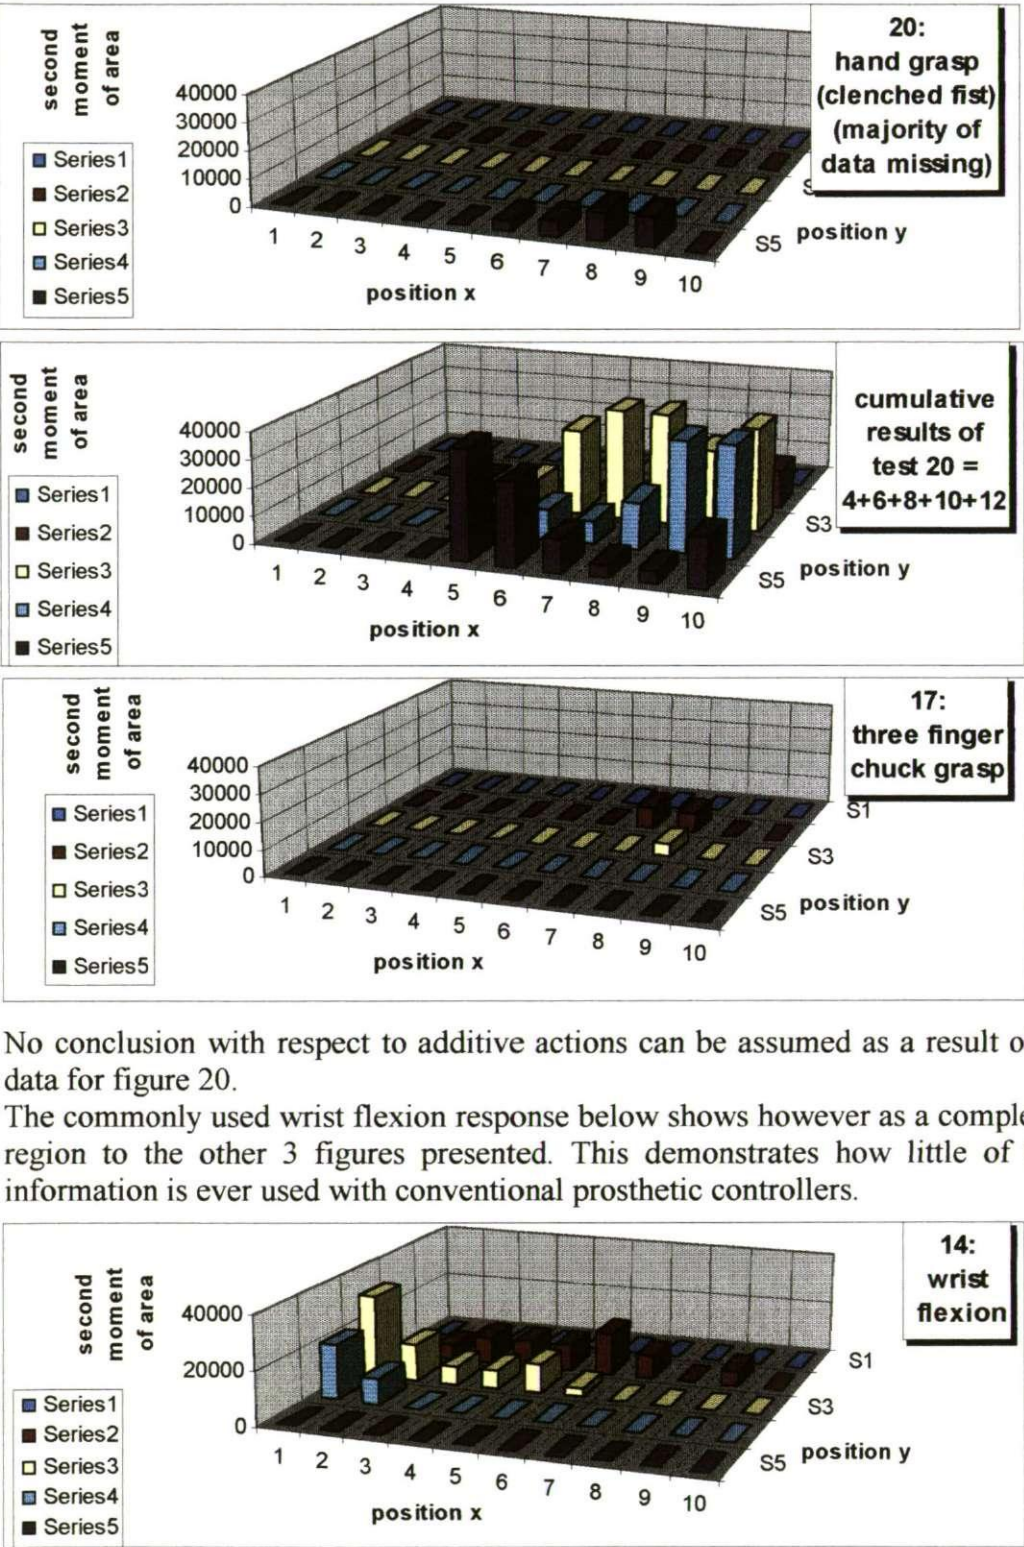 second
moment
of area
40000
30000
20000
10000
0
Series1
Series2
Series3
Series4
Series5
1 2 3 4 5 6 7 8 9 10
position x
S5 position y
20:
hand grasp
(clenched fist)
(majority of
data missing)
second
moment
of area
40000
30000
20000
10000
0
Series1
Series2
Series3
Series4
Series5
1 2 3 4 5 6 7 8 9 10
position x
S3
S5 position y
cumulative
results of
test 20 =
4+6+8+10+12
second
moment
of area
40000
30000
20000
10000
0
Series1
Series2
Series3
Series4
Series5
1 2 3 4 5 6 7 8 9 10
position x
S1
S3
S5 position y
17:
three finger
chuck grasp
No conclusion with respect to additive actions can be assumed as a result o
data for figure 20.
The commonly used wrist flexion response below shows however as a comple
region to the other 3 figures presented. This demonstrates how little of
information is ever used with conventional prosthetic controllers.
second
moment
of area
40000
20000
0
Series1
Series2
Series3
Series4
Series5
1 2 3 4 5 6 7 8 9 10
position x
S1
S3
S5 position y
14:
wrist
flexion